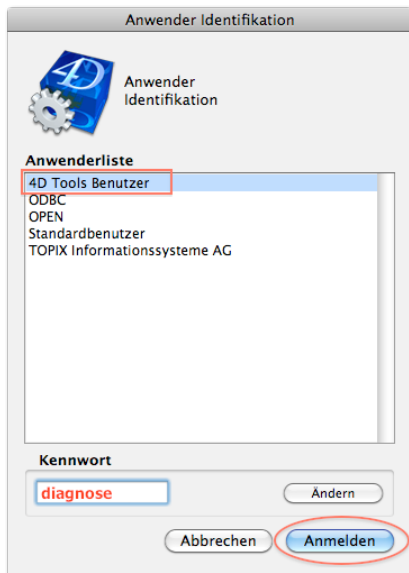 Anwender Identifikation
4D
Anwender
Identifikation
Anwenderliste
4D Tools Benutzer
ODBC
OPEN
Standardbenutzer
TOPIX Informationssysteme AG
Kennwort
diagnose
Ändern
Abbrechen
Anmelden